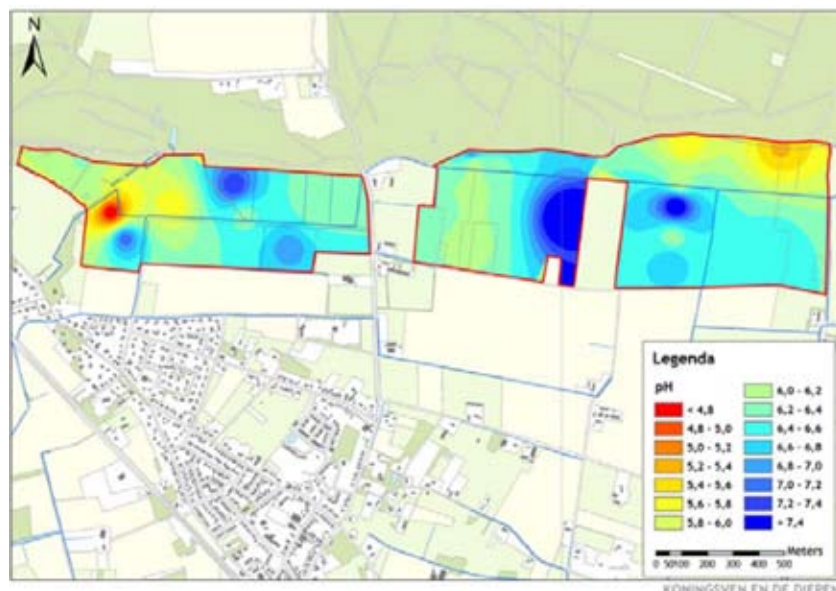 N
Legenda
pH
< 4,8
4,8 - 5,0
5,0 - 5,2
5,2 - 5,4
5,4 - 5,6
5,6 - 5,8
5,8 - 6,0
6,0 - 6,2
6,2 - 6,4
6,4 - 6,6
6,6 - 6,8
6,8 - 7,0
7,0 - 7,2
7,2 - 7,4
> 7,4
Meters
0 50100 200 300 400 500
KONINGSVEN EN DE DIEPEN